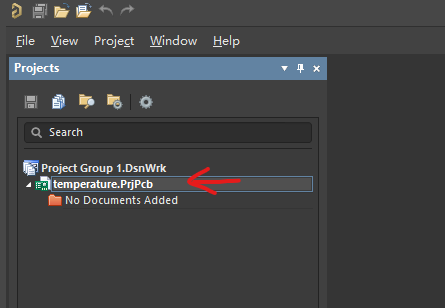 File View Project Window Help
Projects
Search
Project Group 1.DsnWrk
temperature.PrjPcb
No Documents Added